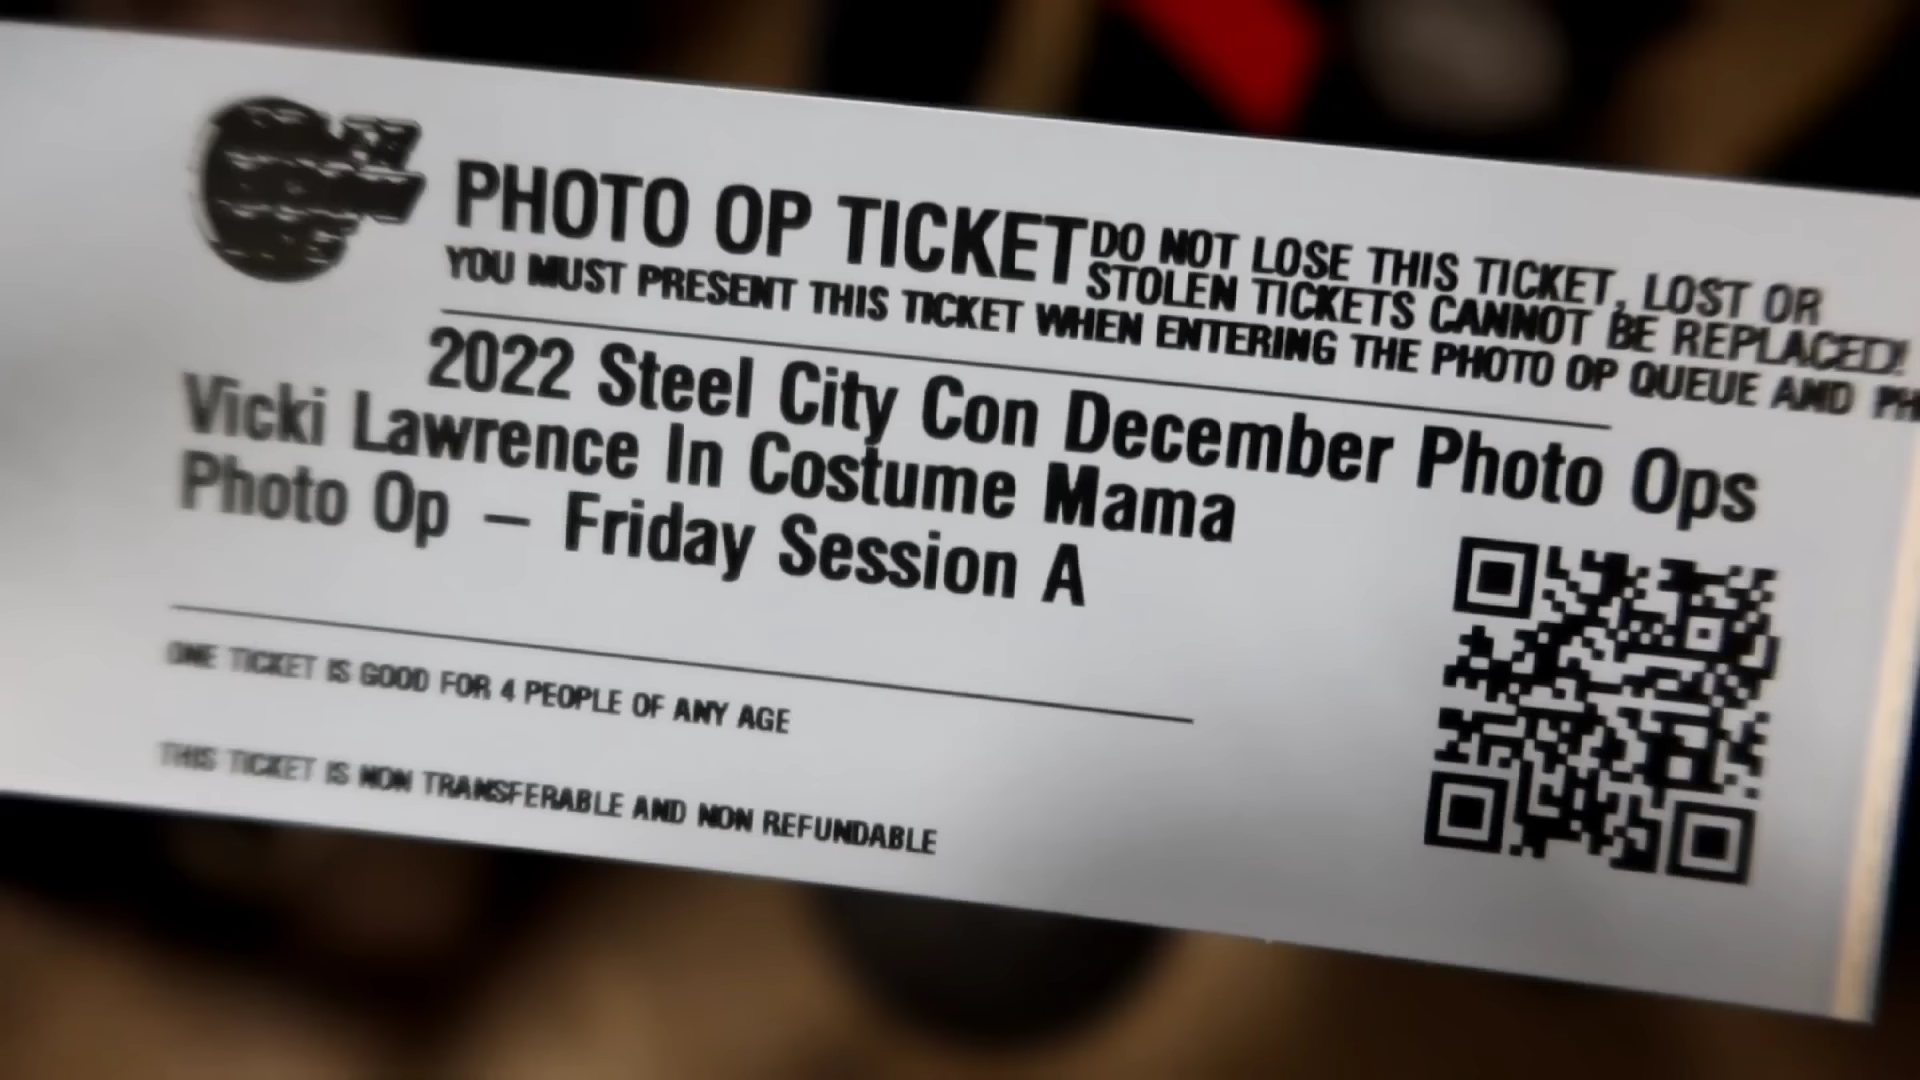 PHOTO OP TICKET
DO NOT LOSE THIS TICKET, LOST OR
STOLEN TICKETS CANNOT BE REPLACED!
YOU MUST PRESENT THIS TICKET WHEN ENTERING THE PHOTO OP QUEUE AND
2022 Steel City Con December Photo Ops
Vicki Lawrence In Costume Mama
Photo Op – Friday Session A
ONE TICKET IS GOOD FOR 4 PEOPLE OF ANY AGE
THIS TICKET IS NON TRANSFERABLE AND NON REFUNDABLE